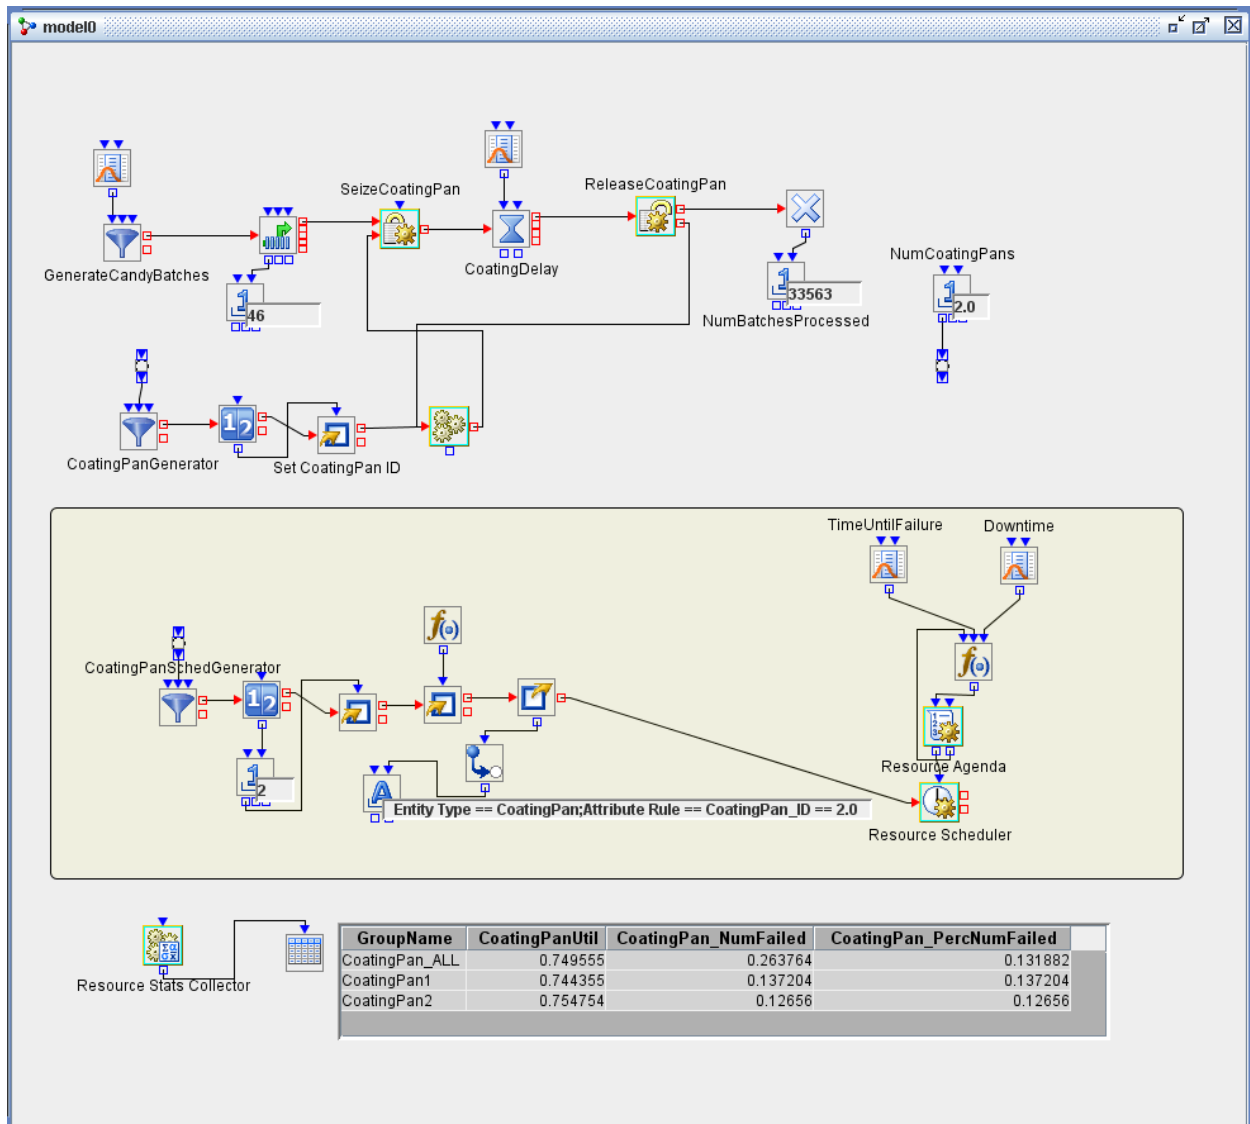 model0
SeizeCoatingPan
ReleaseCoatingPan
GenerateCandyBatches
CoatingDelay
NumCoatingPans
46
33563
2.0
NumBatchesProcessed
CoatingPanGenerator
Set CoatingPan ID
TimeUntilFailure
Downtime
CoatingPanSchedGenerator
2
Resource Agenda
Entity Type == CoatingPan;Attribute Rule == CoatingPan_ID == 2.0
Resource Scheduler
Resource Stats Collector
GroupName CoatingPanUtil CoatingPan_NumFailed CoatingPan_PercNumFailed
CoatingPan_ALL 0.749555 0.263764 0.131882
CoatingPan1 0.744355 0.137204 0.137204
CoatingPan2 0.754754 0.12656 0.12656